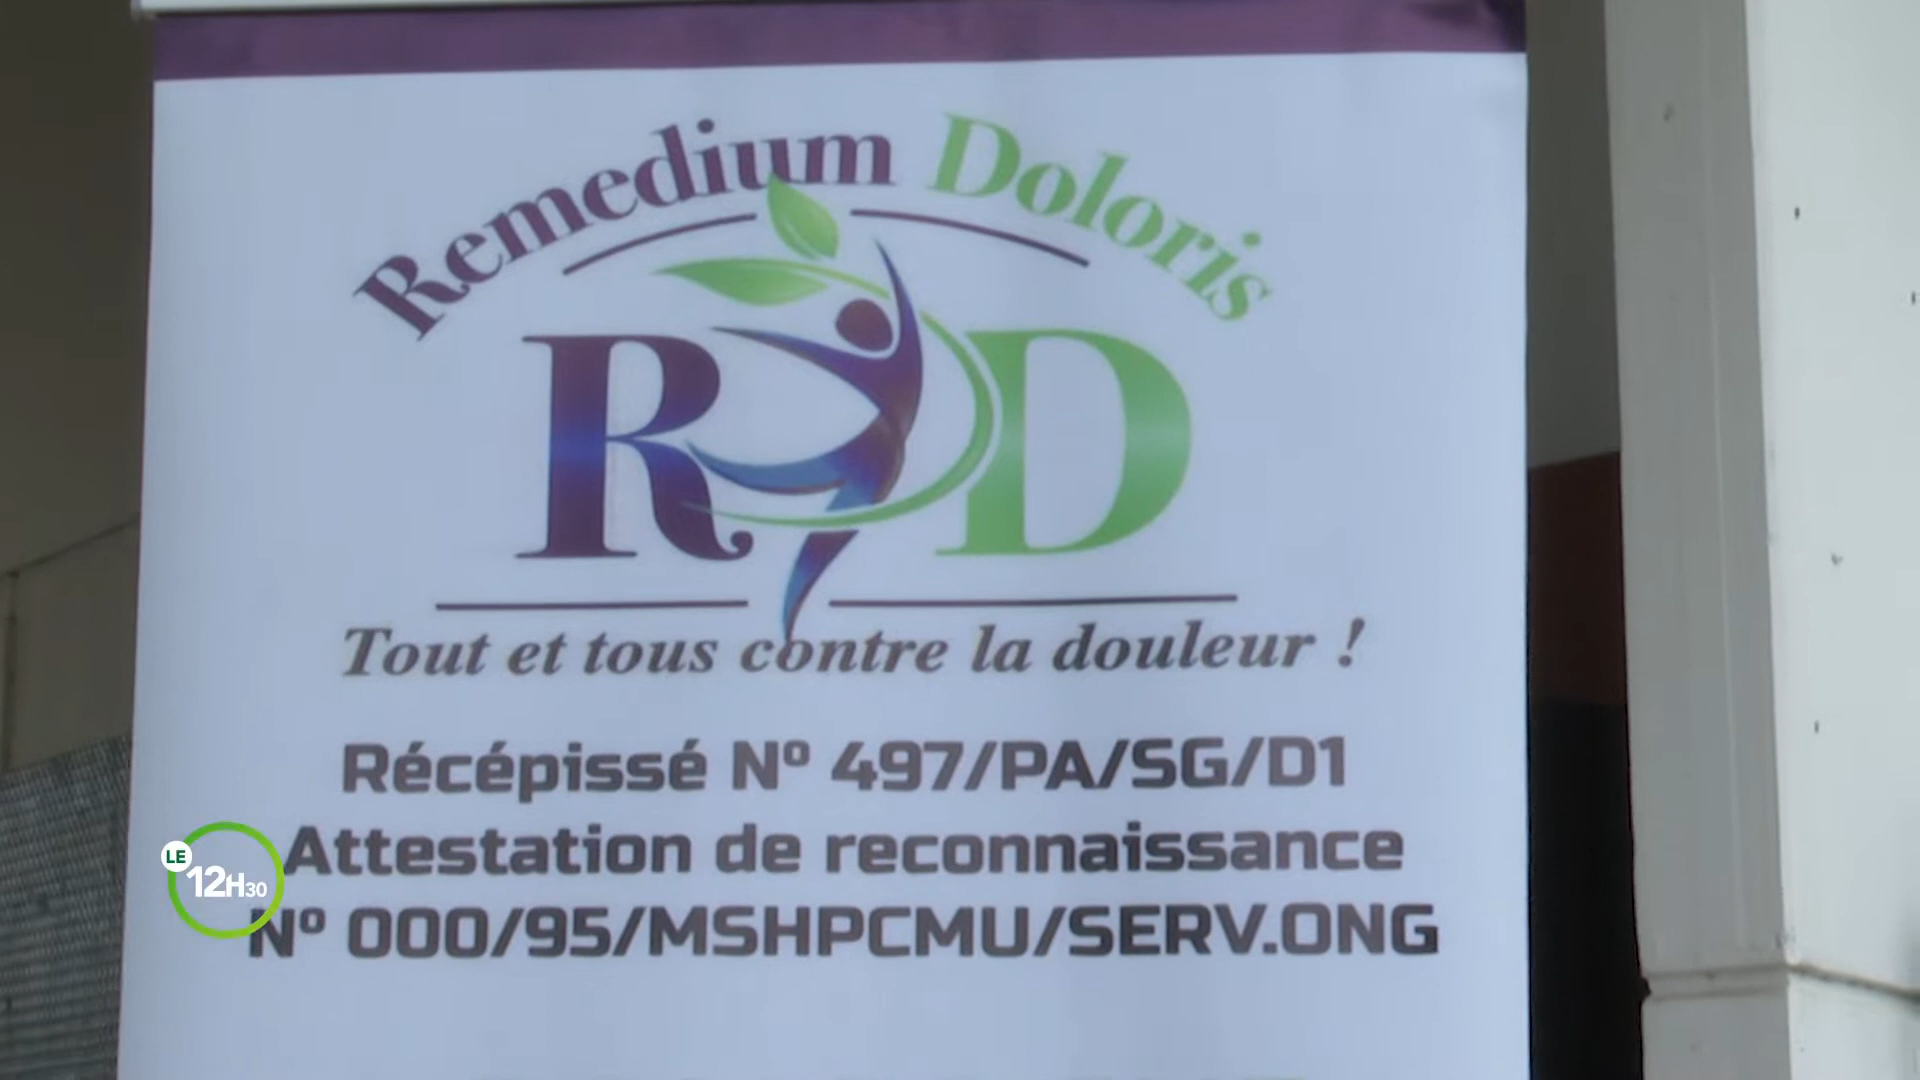 Remedium Doloris
RD
Tout et tous contre la douleur !
Récépissé Nº 497/PA/SG/D1
Attestation de reconnaissance
Nº 000/95/MSHPCMU/SERV.ONG
LE
12H30